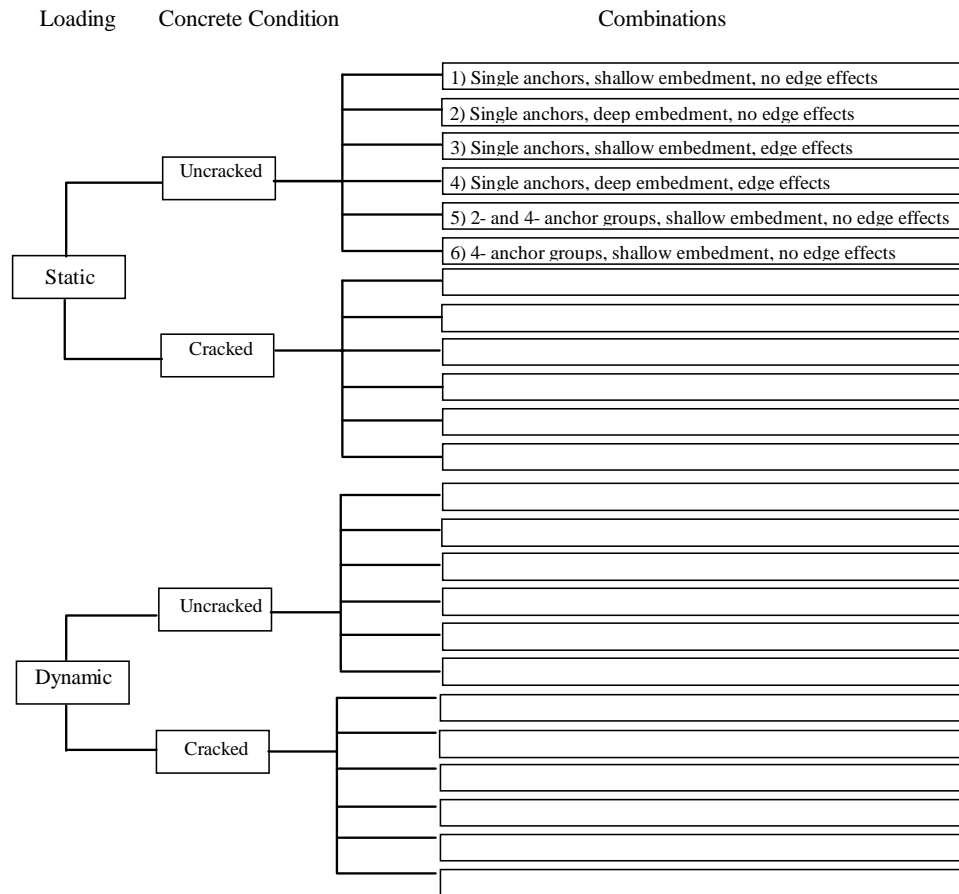 Loading Concrete Condition Combinations
1) Single anchors, shallow embedment, no edge effects
2) Single anchors, deep embedment, no edge effects
3) Single anchors, shallow embedment, edge effects
Uncracked
4) Single anchors, deep embedment, edge effects
5) 2- and 4- anchor groups, shallow embedment, no edge effects
6) 4- anchor groups, shallow embedment, no edge effects
Static
Cracked
Uncracked
Dynamic
Cracked